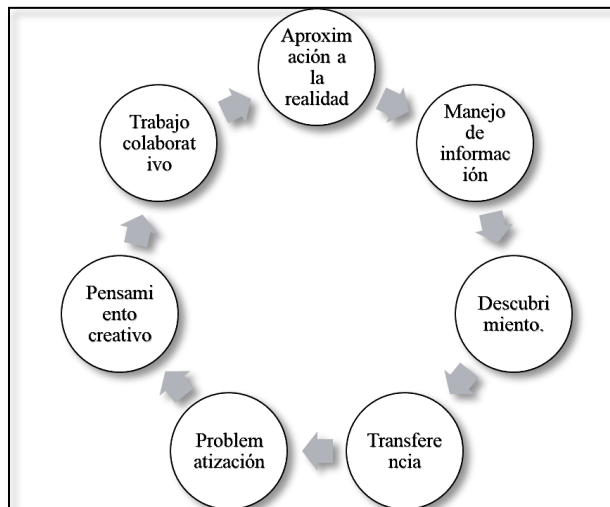 Aproxim
ación a
la
realidad
Manejo
de
informac
ión
Descubri
miento.
Transfere
ncia
Problem
atización
Pensami
ento
creativo
Trabajo
colaborat
ivo